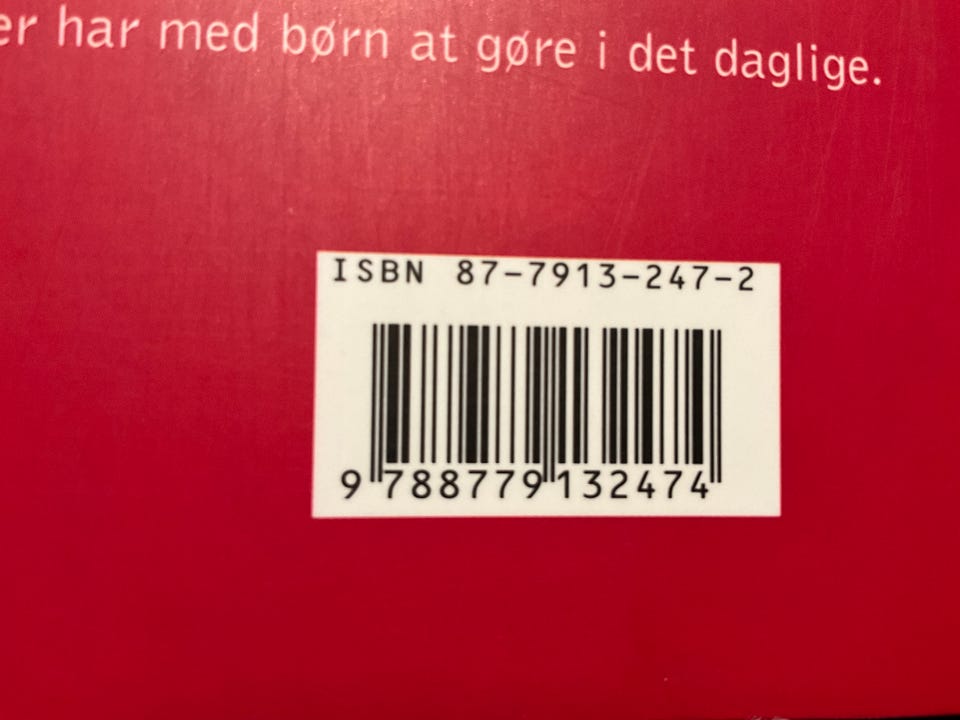 er har med børn at gøre i det daglige.
ISBN 87-7913-247-2
9 788779 132474